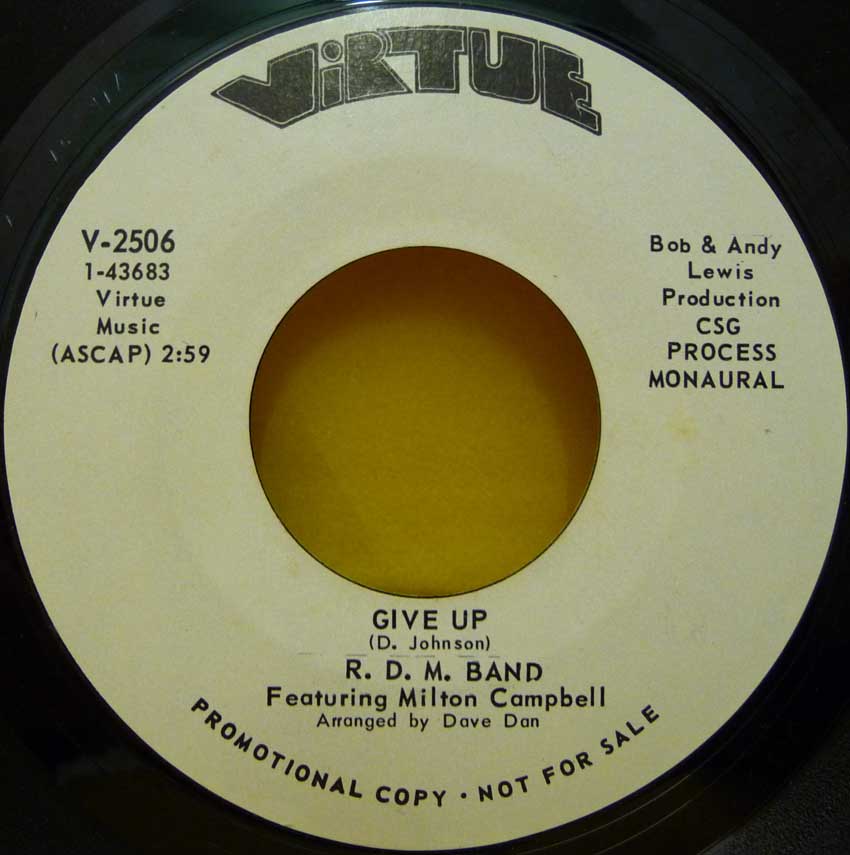 VIRTUE
V-2506
1-43683
Virtue
Music
(ASCAP) 2:59
Bob & Andy
Lewis
Production
CSG
PROCESS
MONAURAL
GIVE UP
(D. Johnson)
R. D. M. BAND
Featuring Milton Campbell
Arranged by Dave Dan
PROMOTIONAL COPY · NOT FOR SALE